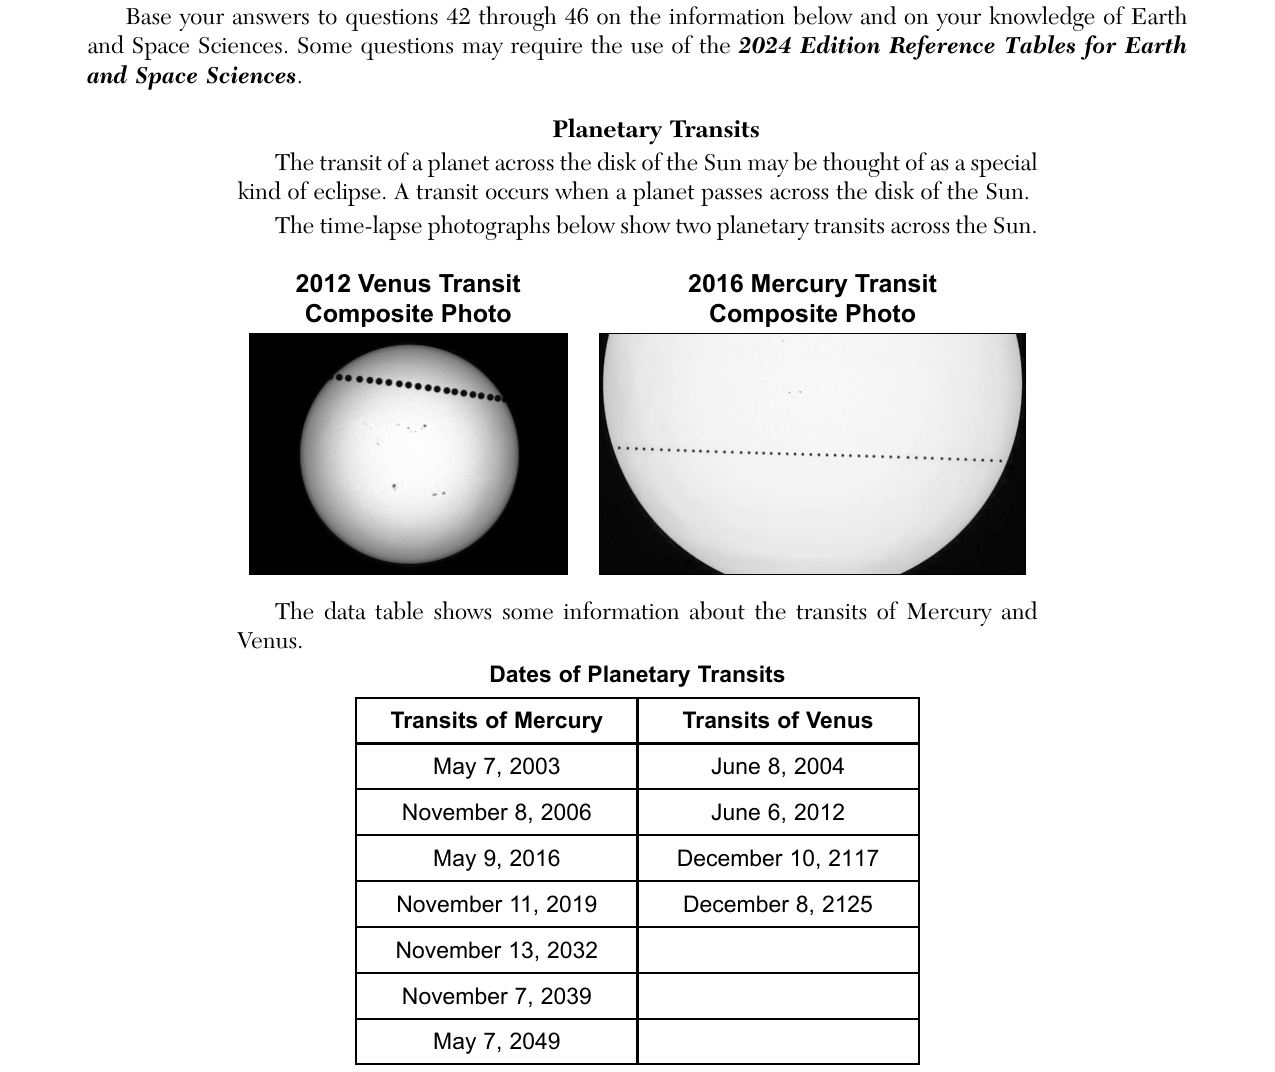 Base your answers to questions 42 through 46 on the information below and on your knowledge of Earth
and Space Sciences. Some questions may require the use of the 2024 Edition Reference Tables for Earth
and Space Sciences.
Planetary Transits
The transit of a planet across the disk of the Sun may be thought of as a special
kind of eclipse. A transit occurs when a planet passes across the disk of the Sun.
The time-lapse photographs below show two planetary transits across the Sun.
2012 Venus Transit
Composite Photo
2016 Mercury Transit
Composite Photo
The data table shows some information about the transits of Mercury and
Venus.
Dates of Planetary Transits
Transits of Mercury Transits of Venus
May 7, 2003 June 8, 2004
November 8, 2006 June 6, 2012
May 9, 2016 December 10, 2117
November 11, 2019 December 8, 2125
November 13, 2032
November 7, 2039
May 7, 2049